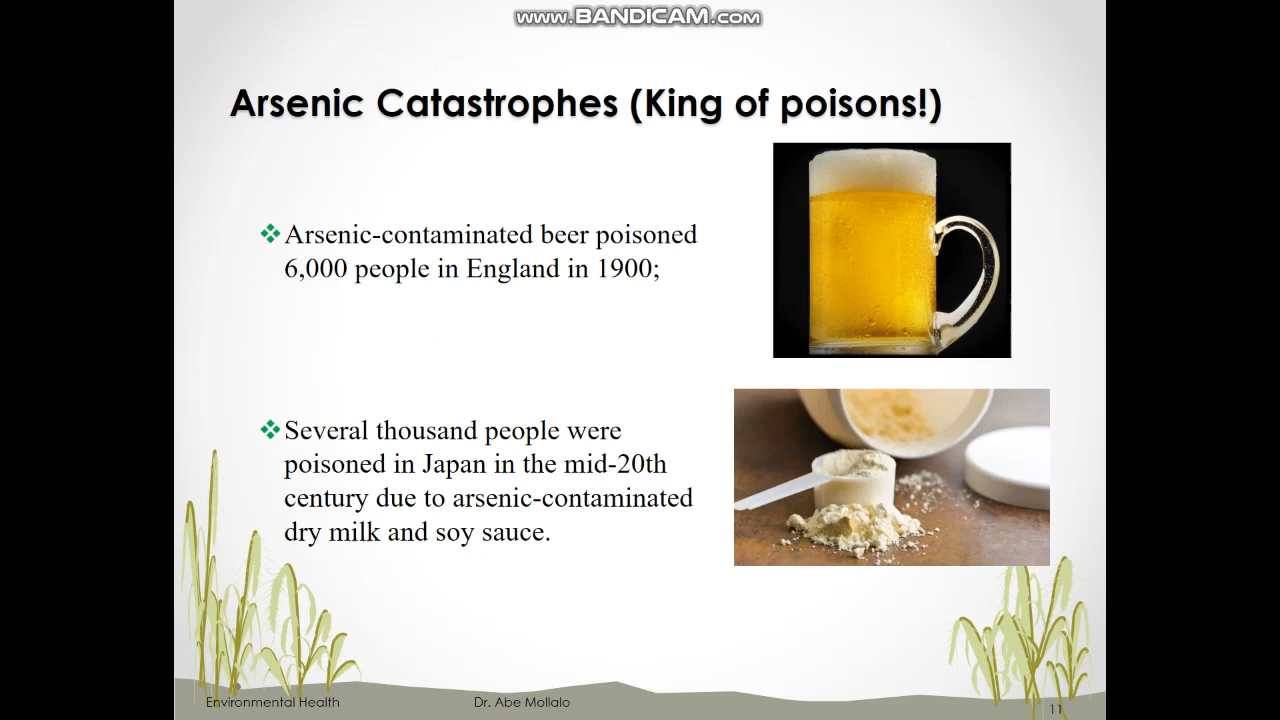 www.BANDICAM.com
Arsenic Catastrophes (King of poisons!)
Arsenic-contaminated beer poisoned
6,000 people in England in 1900;
Several thousand people were
poisoned in Japan in the mid-20th
century due to arsenic-contaminated
dry milk and soy sauce.
Environmental Health
Dr. Abe Mollalo
11